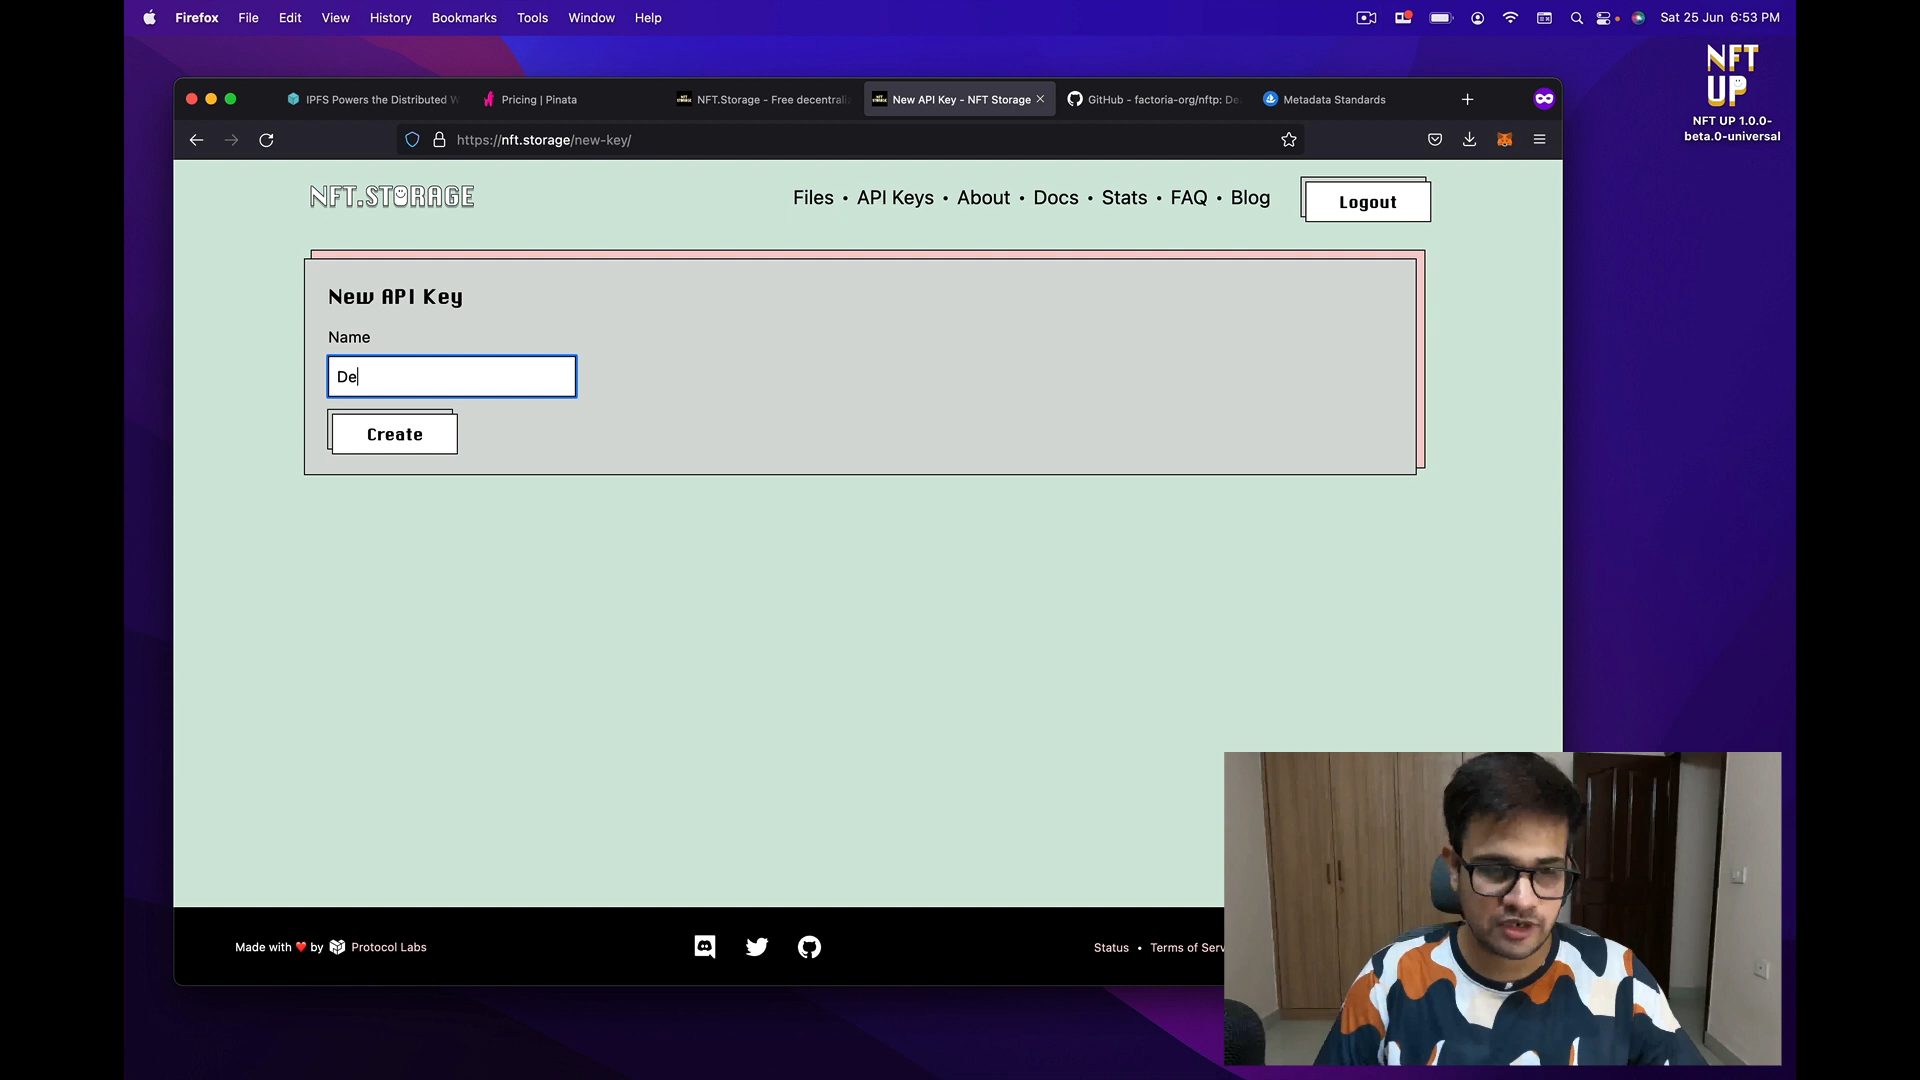 Firefox File Edit View History Bookmarks Tools Window Help
Sat 25 Jun 6:53 PM
NFT
UP
NFT UP 1.0.0-
beta.0-universal
IPFS Powers the Distributed
Pricing | Pinata
NFT.Storage - Free decentrali
New API Key - NFT Storage
GitHub - factoria-org/nftp: De
Metadata Standards
https://nft.storage/new-key/
NFT.STORAGE
Files • API Keys • About • Docs • Stats • FAQ • Blog
Logout
New API Key
Name
De
Create
Made with ❤ by Protocol Labs
Status • Terms of Serv